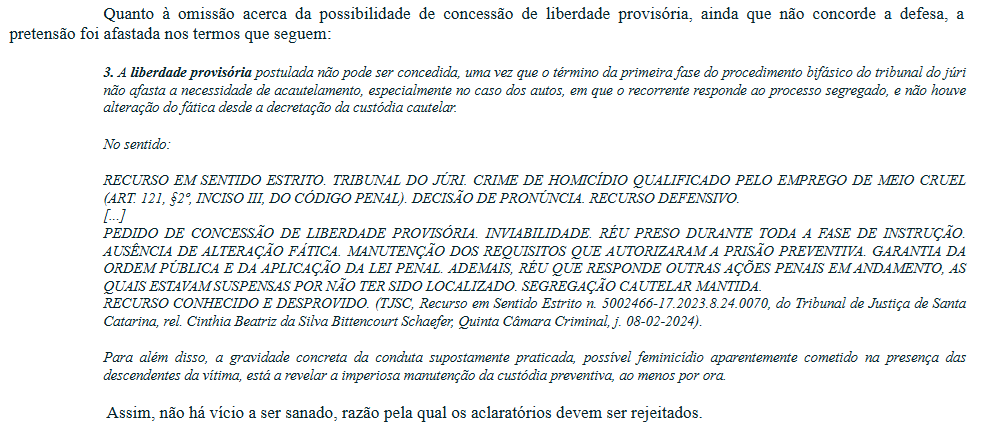 Quanto à omissão acerca da possibilidade de concessão de liberdade provisória, ainda que não concorde a defesa, a
pretensão foi afastada nos termos que seguem:
3. A liberdade provisória postulada não pode ser concedida, uma vez que o término da primeira fase do procedimento bifásico do tribunal do júri
não afasta a necessidade de acautelamento, especialmente no caso dos autos, em que o recorrente responde ao processo segregado, e não houve
alteração do fática desde a decretação da custódia cautelar.
No sentido:
RECURSO EM SENTIDO ESTRITO. TRIBUNAL DO JÚRI. CRIME DE HOMICÍDIO QUALIFICADO PELO EMPREGO DE MEIO CRUEL
(ART. 121, §2º, INCISO III, DO CÓDIGO PENAL). DECISÃO DE PRONÚNCIA. RECURSO DEFENSIVO.
[...]
PEDIDO DE CONCESSÃO DE LIBERDADE PROVISÓRIA. INVIABILIDADE. RÉU PRESO DURANTE TODA A FASE DE INSTRUÇÃO.
AUSÊNCIA DE ALTERAÇÃO FÁTICA. MANUTENÇÃO DOS REQUISITOS QUE AUTORIZARAM A PRISÃO PREVENTIVA. GARANTIA DA
ORDEM PÚBLICA E DA APLICAÇÃO DA LEI PENAL. ADEMAIS, RÉU QUE RESPONDE OUTRAS AÇÕES PENAIS EM ANDAMENTO, AS
QUAIS ESTAVAM SUSPENSAS POR NÃO TER SIDO LOCALIZADO. SEGREGAÇÃO CAUTELAR MANTIDA.
RECURSO CONHECIDO E DESPROVIDO. (TJSC, Recurso em Sentido Estrito n. 5002466-17.2023.8.24.0070, do Tribunal de Justiça de Santa
Catarina, rel. Cinthia Beatriz da Silva Bittencourt Schaefer, Quinta Câmara Criminal, j. 08-02-2024).
Para além disso, a gravidade concreta da conduta supostamente praticada, possível feminicídio aparentemente cometido na presença das
descendentes da vítima, está a revelar a imperiosa manutenção da custódia preventiva, ao menos por ora.
Assim, não há vício a ser sanado, razão pela qual os aclaratórios devem ser rejeitados.